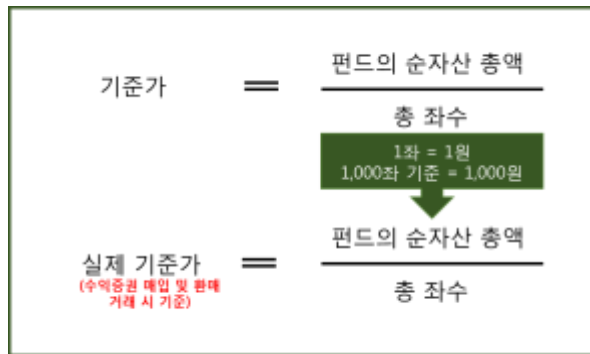 펀드의 순자산 총액
기준가 =
총 좌수
1좌 = 1원
1,000좌 기준 = 1,000원
펀드의 순자산 총액
실제 기준가 =
(수익증권 매입 및 판매
거래 시 기준)
총 좌수